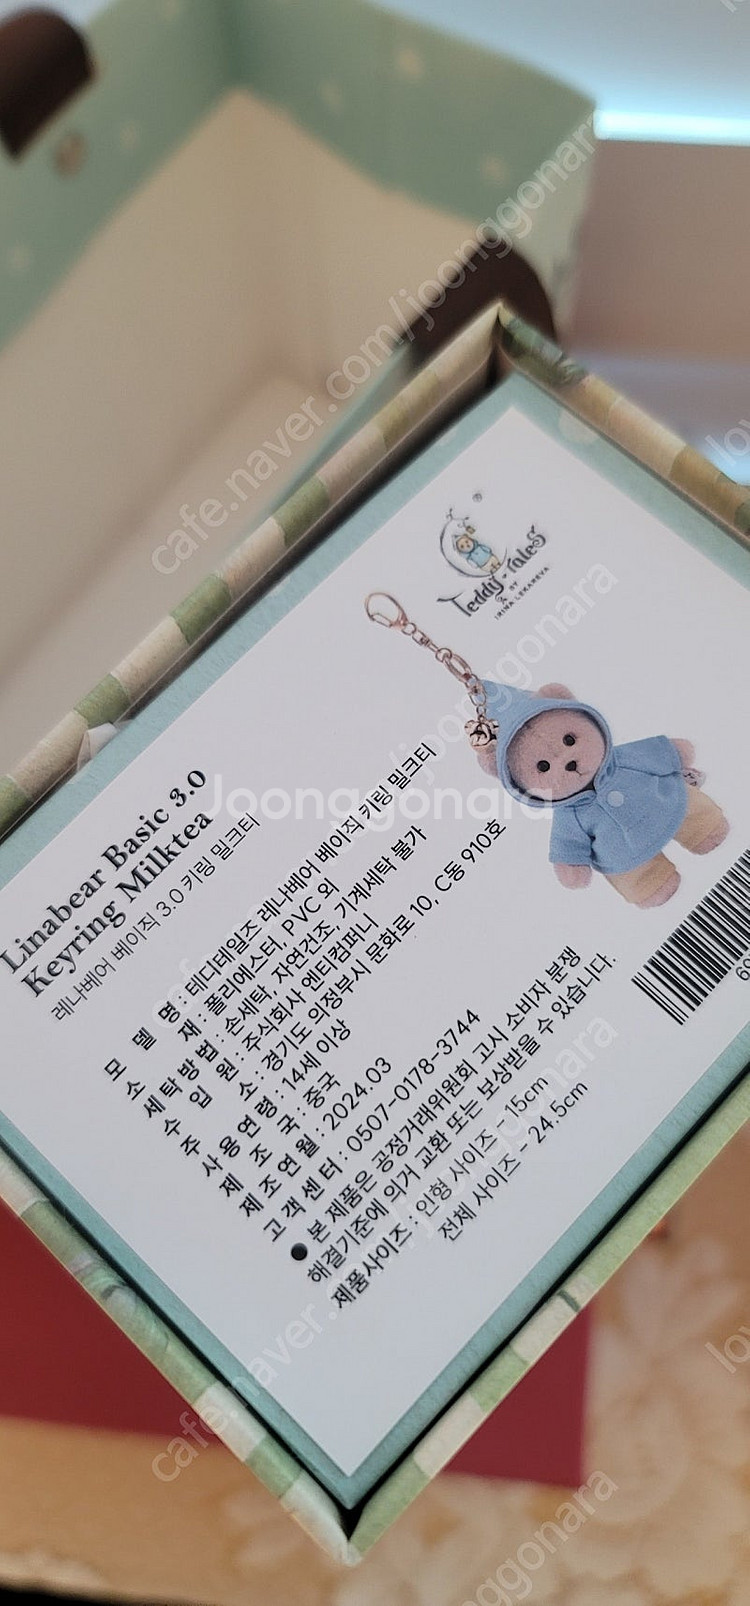 Teddy Tales
BY
IRINA LEKAREVA
Linabear Basic 3.0
Keyring Milktea
레나베어 베이직 3.0 키링 밀크티
모 델 명 : 테디테일즈 레나베어 베이직 키링 밀크티
소 재 : 폴리에스터, PVC 외
세탁방법 : 손세탁, 자연건조, 기계세탁 불가
수 입 원 : 주식회사 엔티컴퍼니
주 소 : 경기도 의정부시 문화로 10, C동 910호
사용연령 : 14세 이상
제 조 국 : 중국
제조연월 : 2024.03
고객센터 : 0507-0178-3744
● 본 제품은 공정거래위원회 고시 소비자 분쟁
해결기준에 의거 교환 또는 보상받을 수 있습니다.
제품사이즈 : 인형 사이즈 - 15cm
전체 사이즈 - 24.5cm
Joonggonara
cafe.naver.com/joonggonara